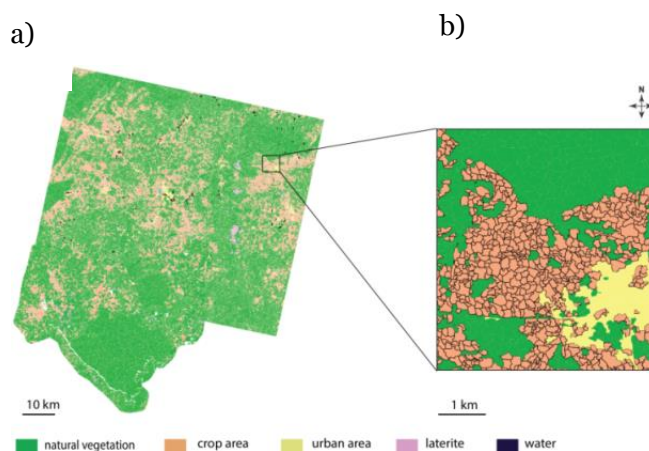 a)
b)
N
10 km
1 km
natural vegetation
crop area
urban area
laterite
water